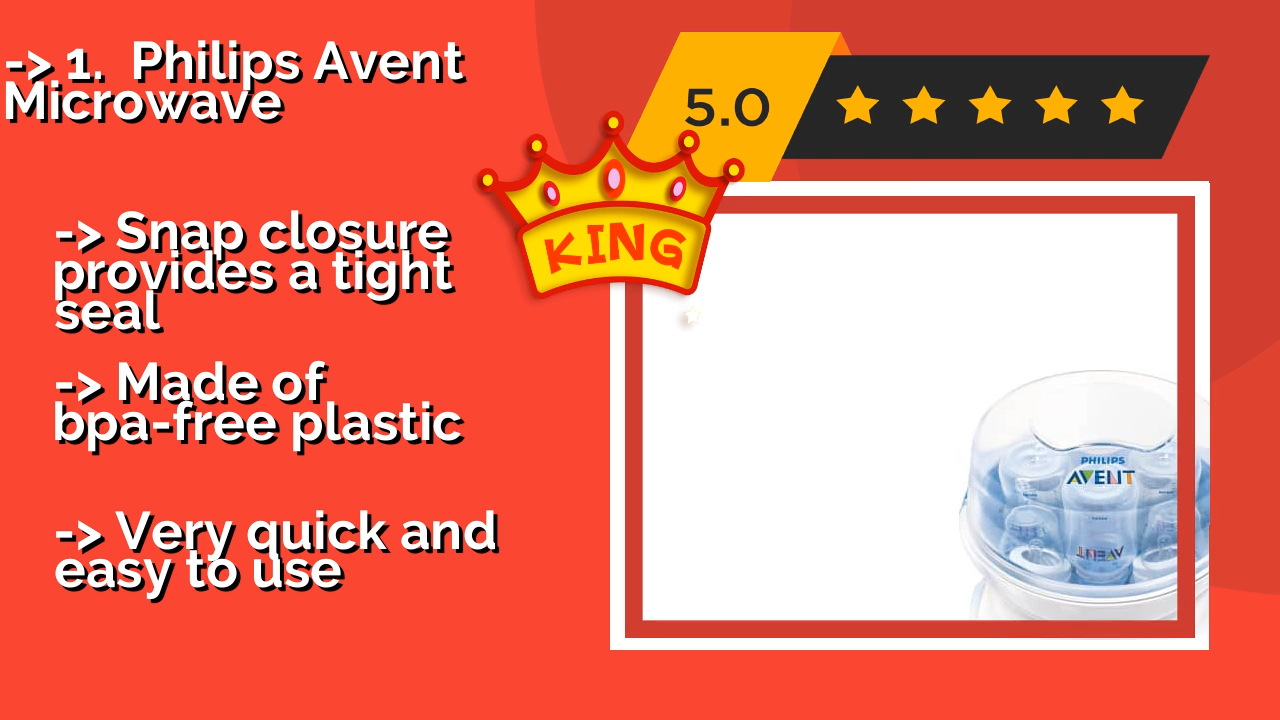 -> 1.  Philips Avent
Microwave
5.0
KING
-> Snap closure
provides a tight
seal
-> Made of
bpa-free plastic
-> Very quick and
easy to use
PHILIPS
AVENT
AVENT